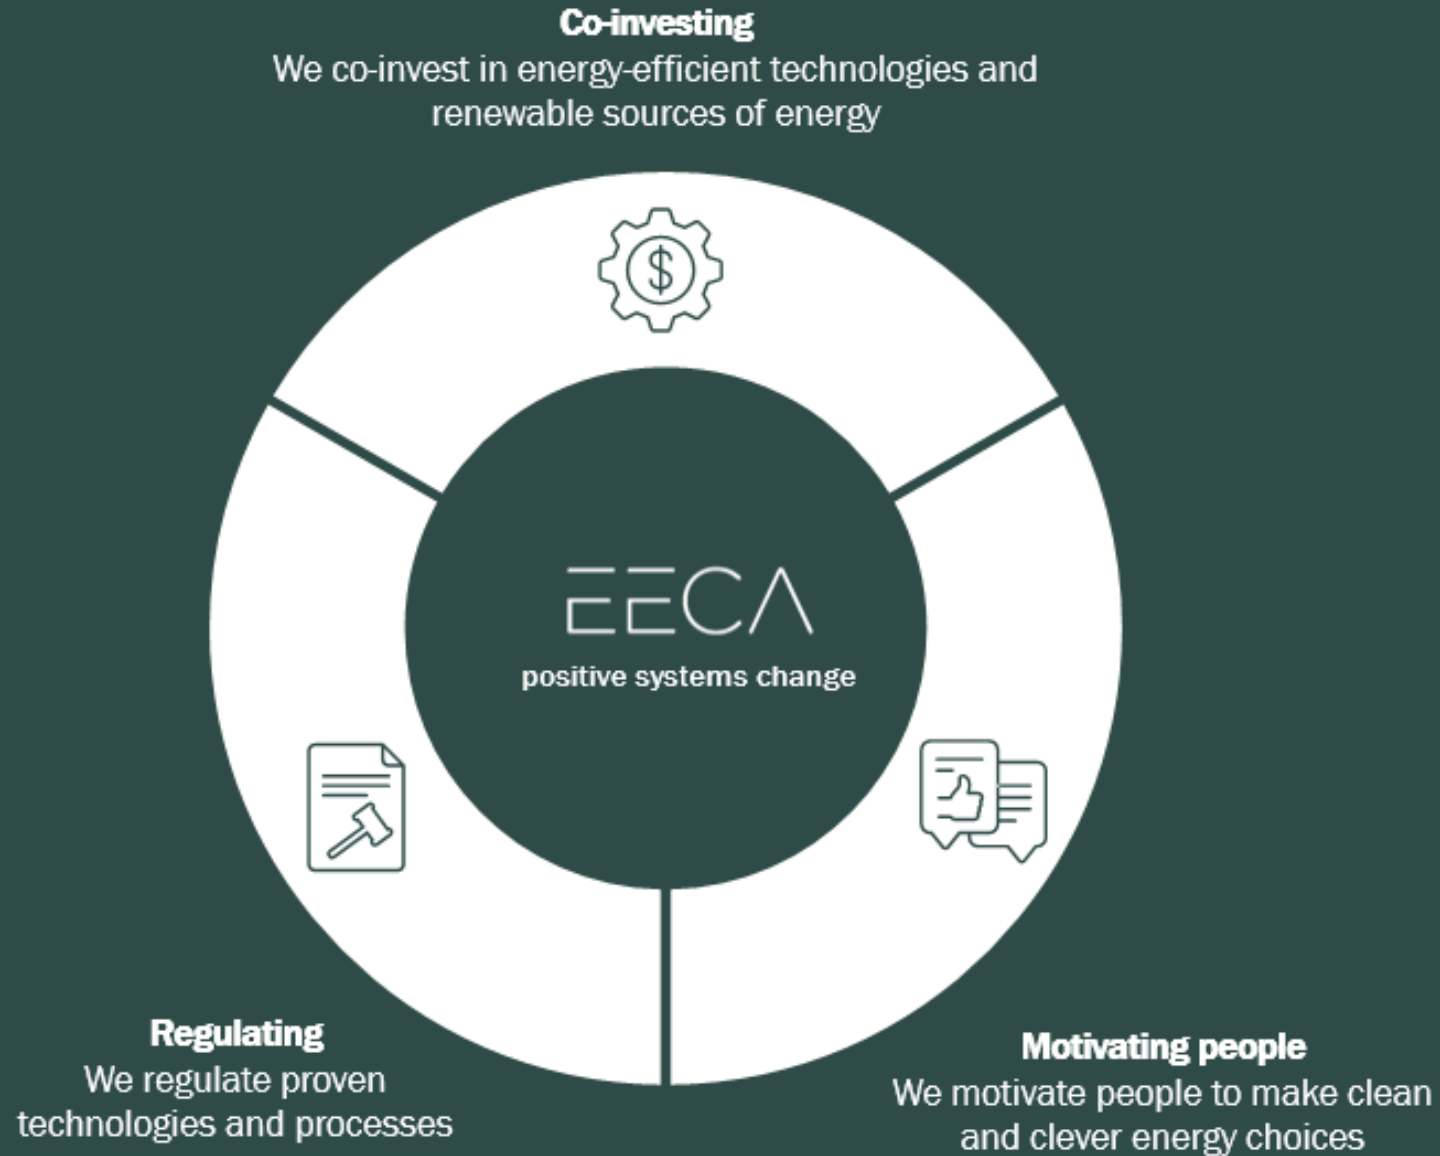 Co-investing
We co-invest in energy-efficient technologies and
renewable sources of energy
$
EECA
positive systems change
Regulating
We regulate proven
technologies and processes
Motivating people
We motivate people to make clean
and clever energy choices